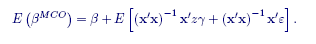 E (β^{MCO}) = β + E [(x′x)^{−1} x′zγ + (x′x)^{−1} x′ε] .